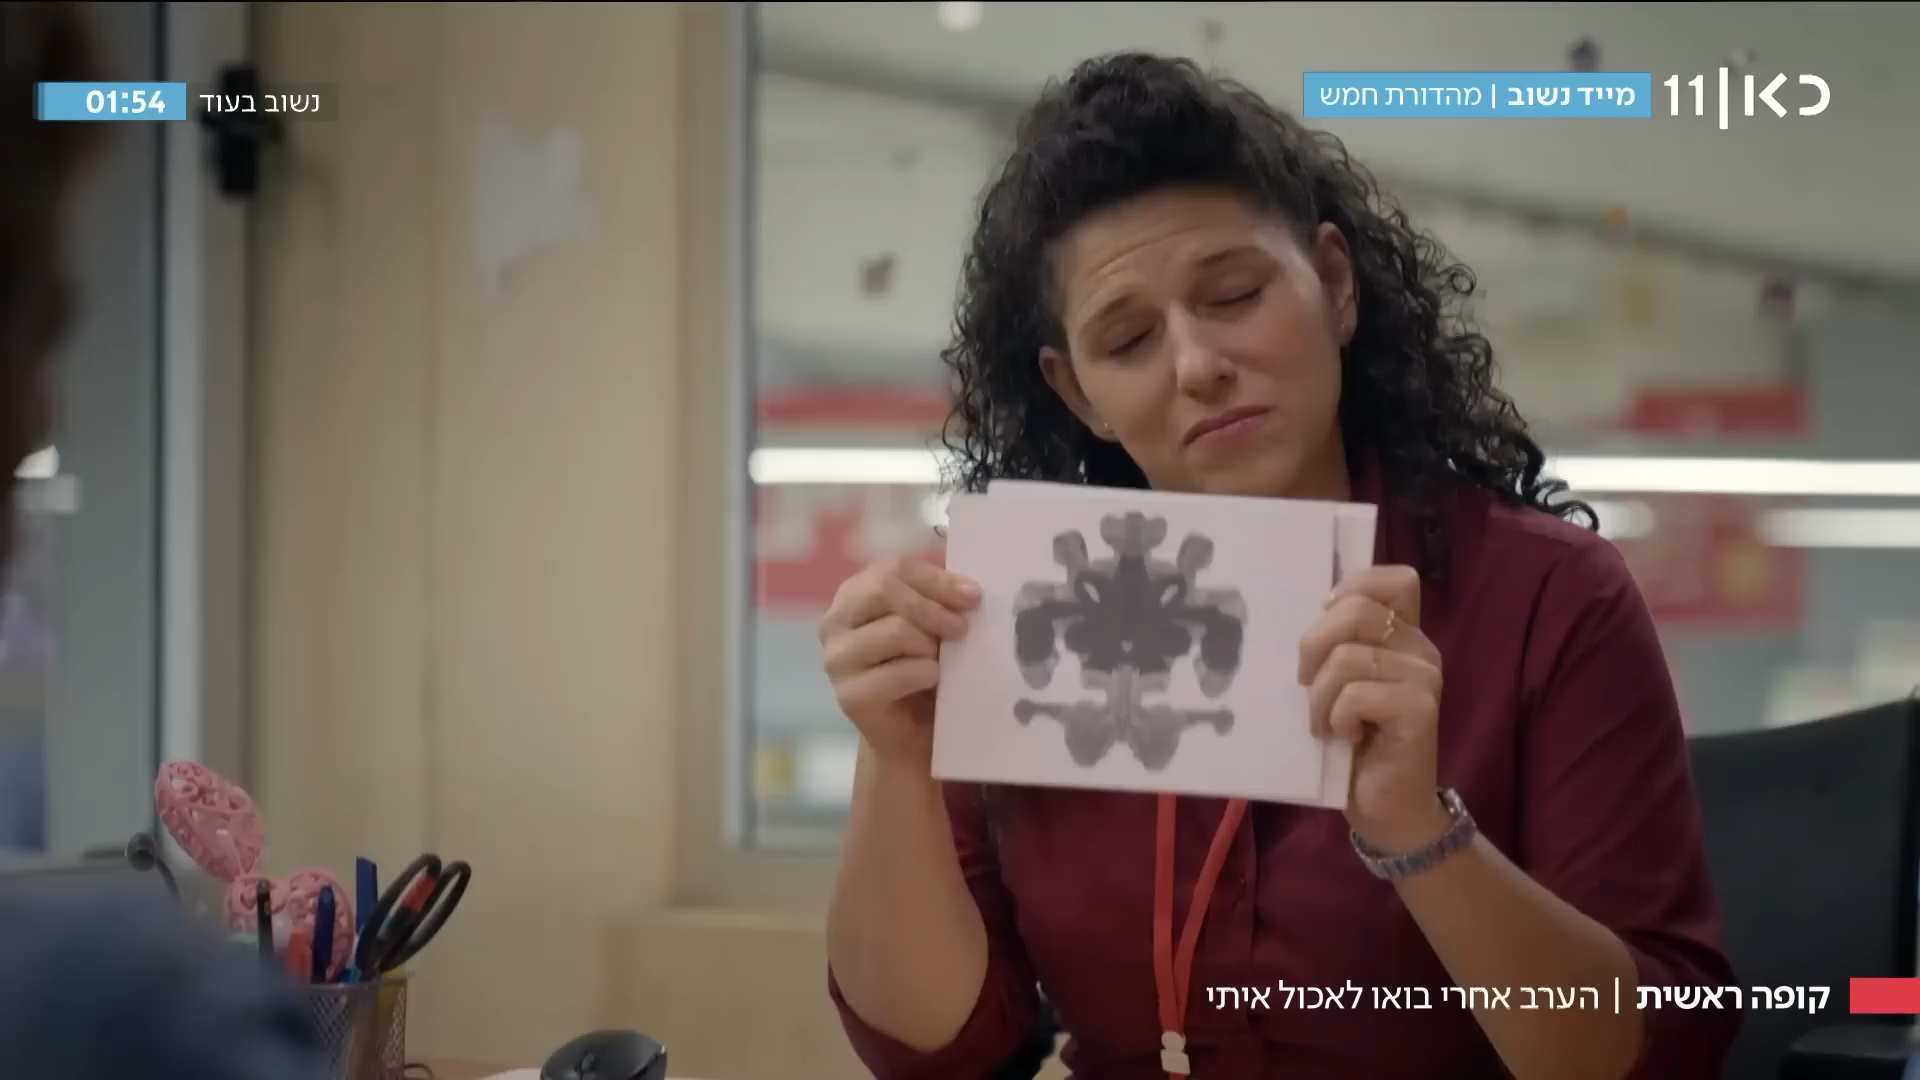 כאן|11
מייד נשוב | מהדורת חמש
נשוב בעוד 01:54
קופה ראשית | הערב אחרי בואו לאכול איתי